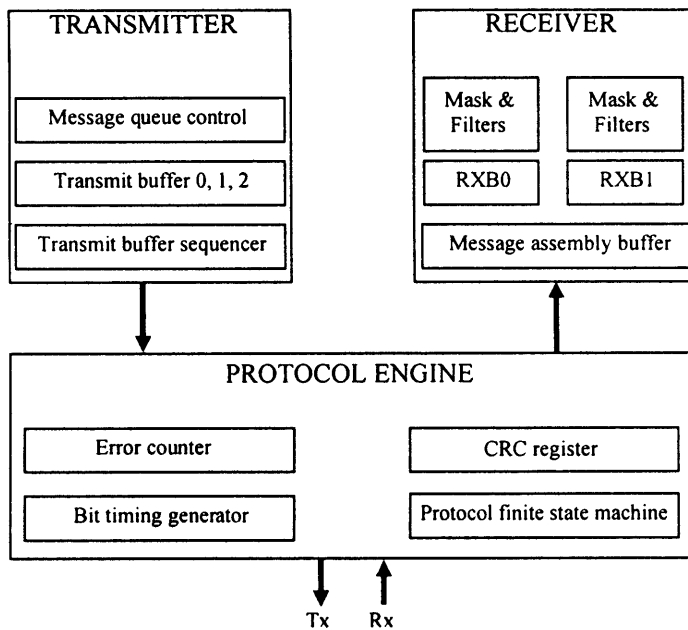 TRANSMITTER
Message queue control
Transmit buffer 0, 1, 2
Transmit buffer sequencer
RECEIVER
Mask &
Filters
Mask &
Filters
RXB0
RXB1
Message assembly buffer
PROTOCOL ENGINE
Error counter
CRC register
Bit timing generator
Protocol finite state machine
Tx
Rx